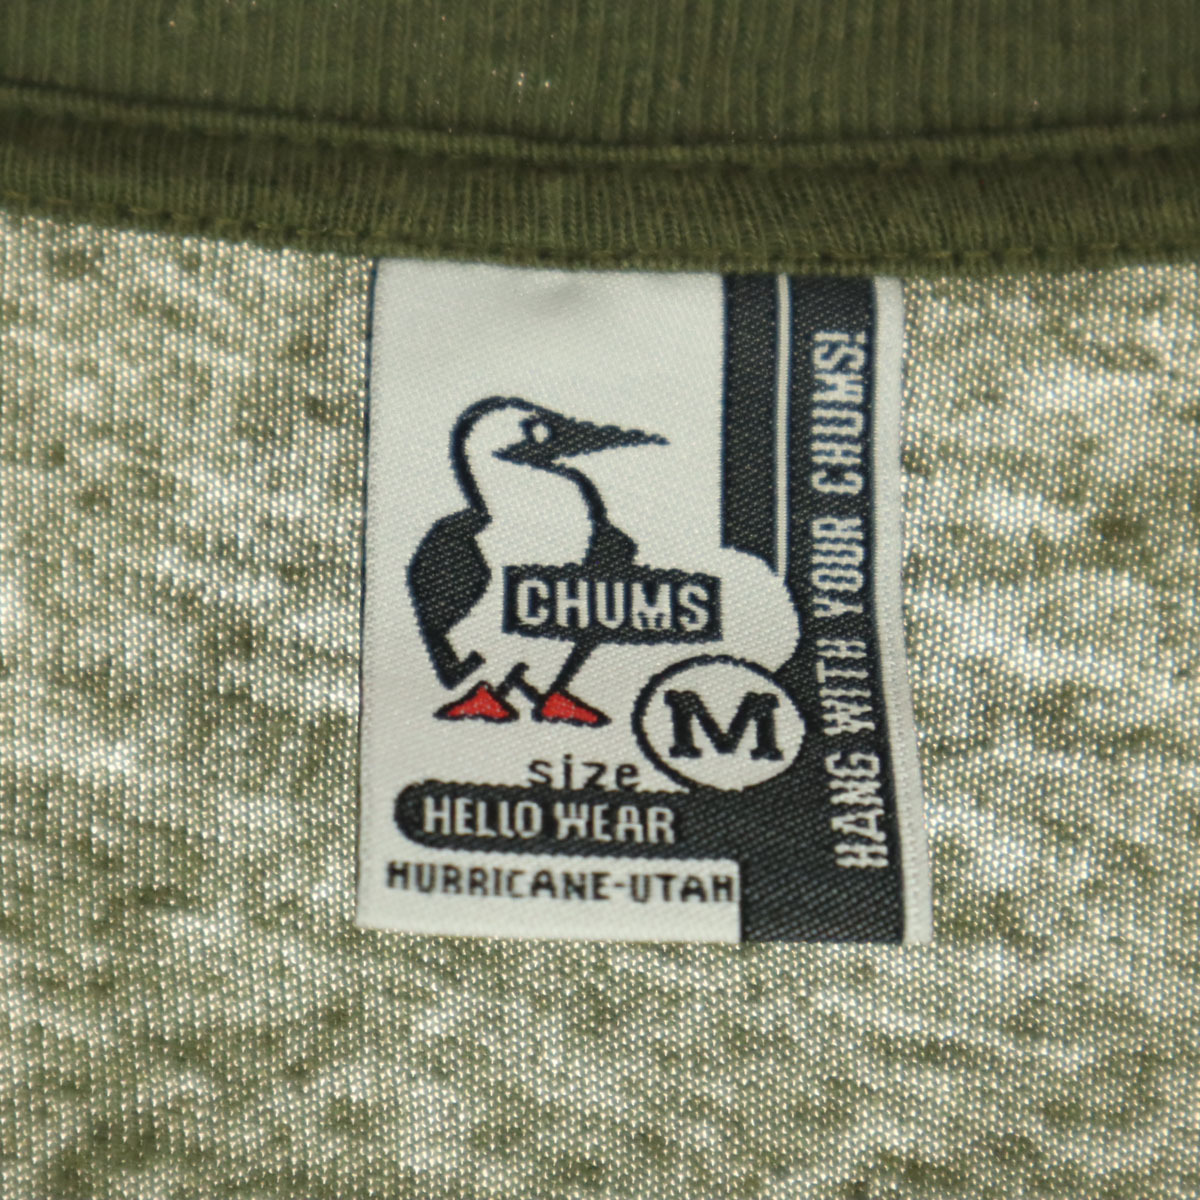 CHUMS
M
size
HELLO WEAR
HURRICANE-UTAH
HANG WITH YOUR CHUMS!